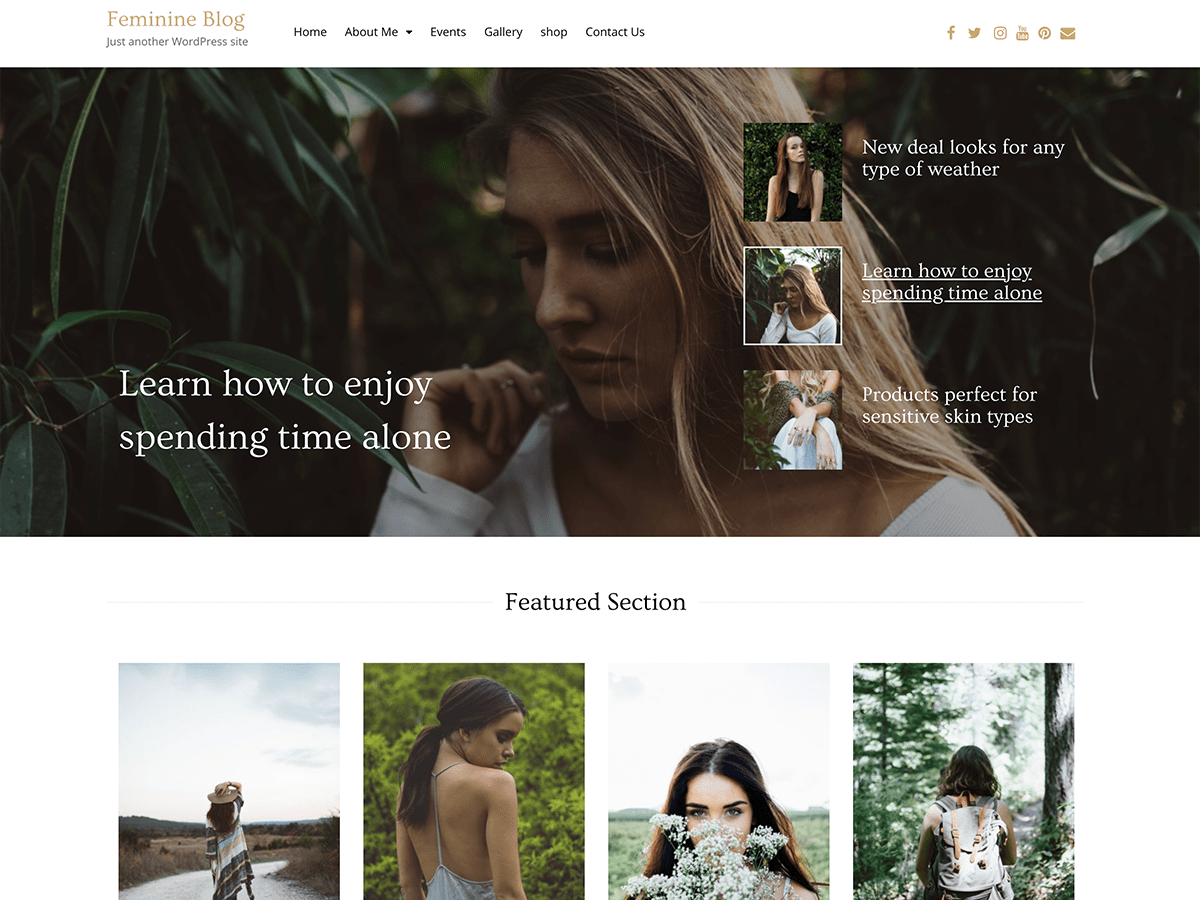 Feminine Blog
Just another WordPress site
Home About Me Events Gallery shop Contact Us
You
Tube
New deal looks for any
type of weather
Learn how to enjoy
spending time alone
Products perfect for
sensitive skin types
Learn how to enjoy
spending time alone
Featured Section